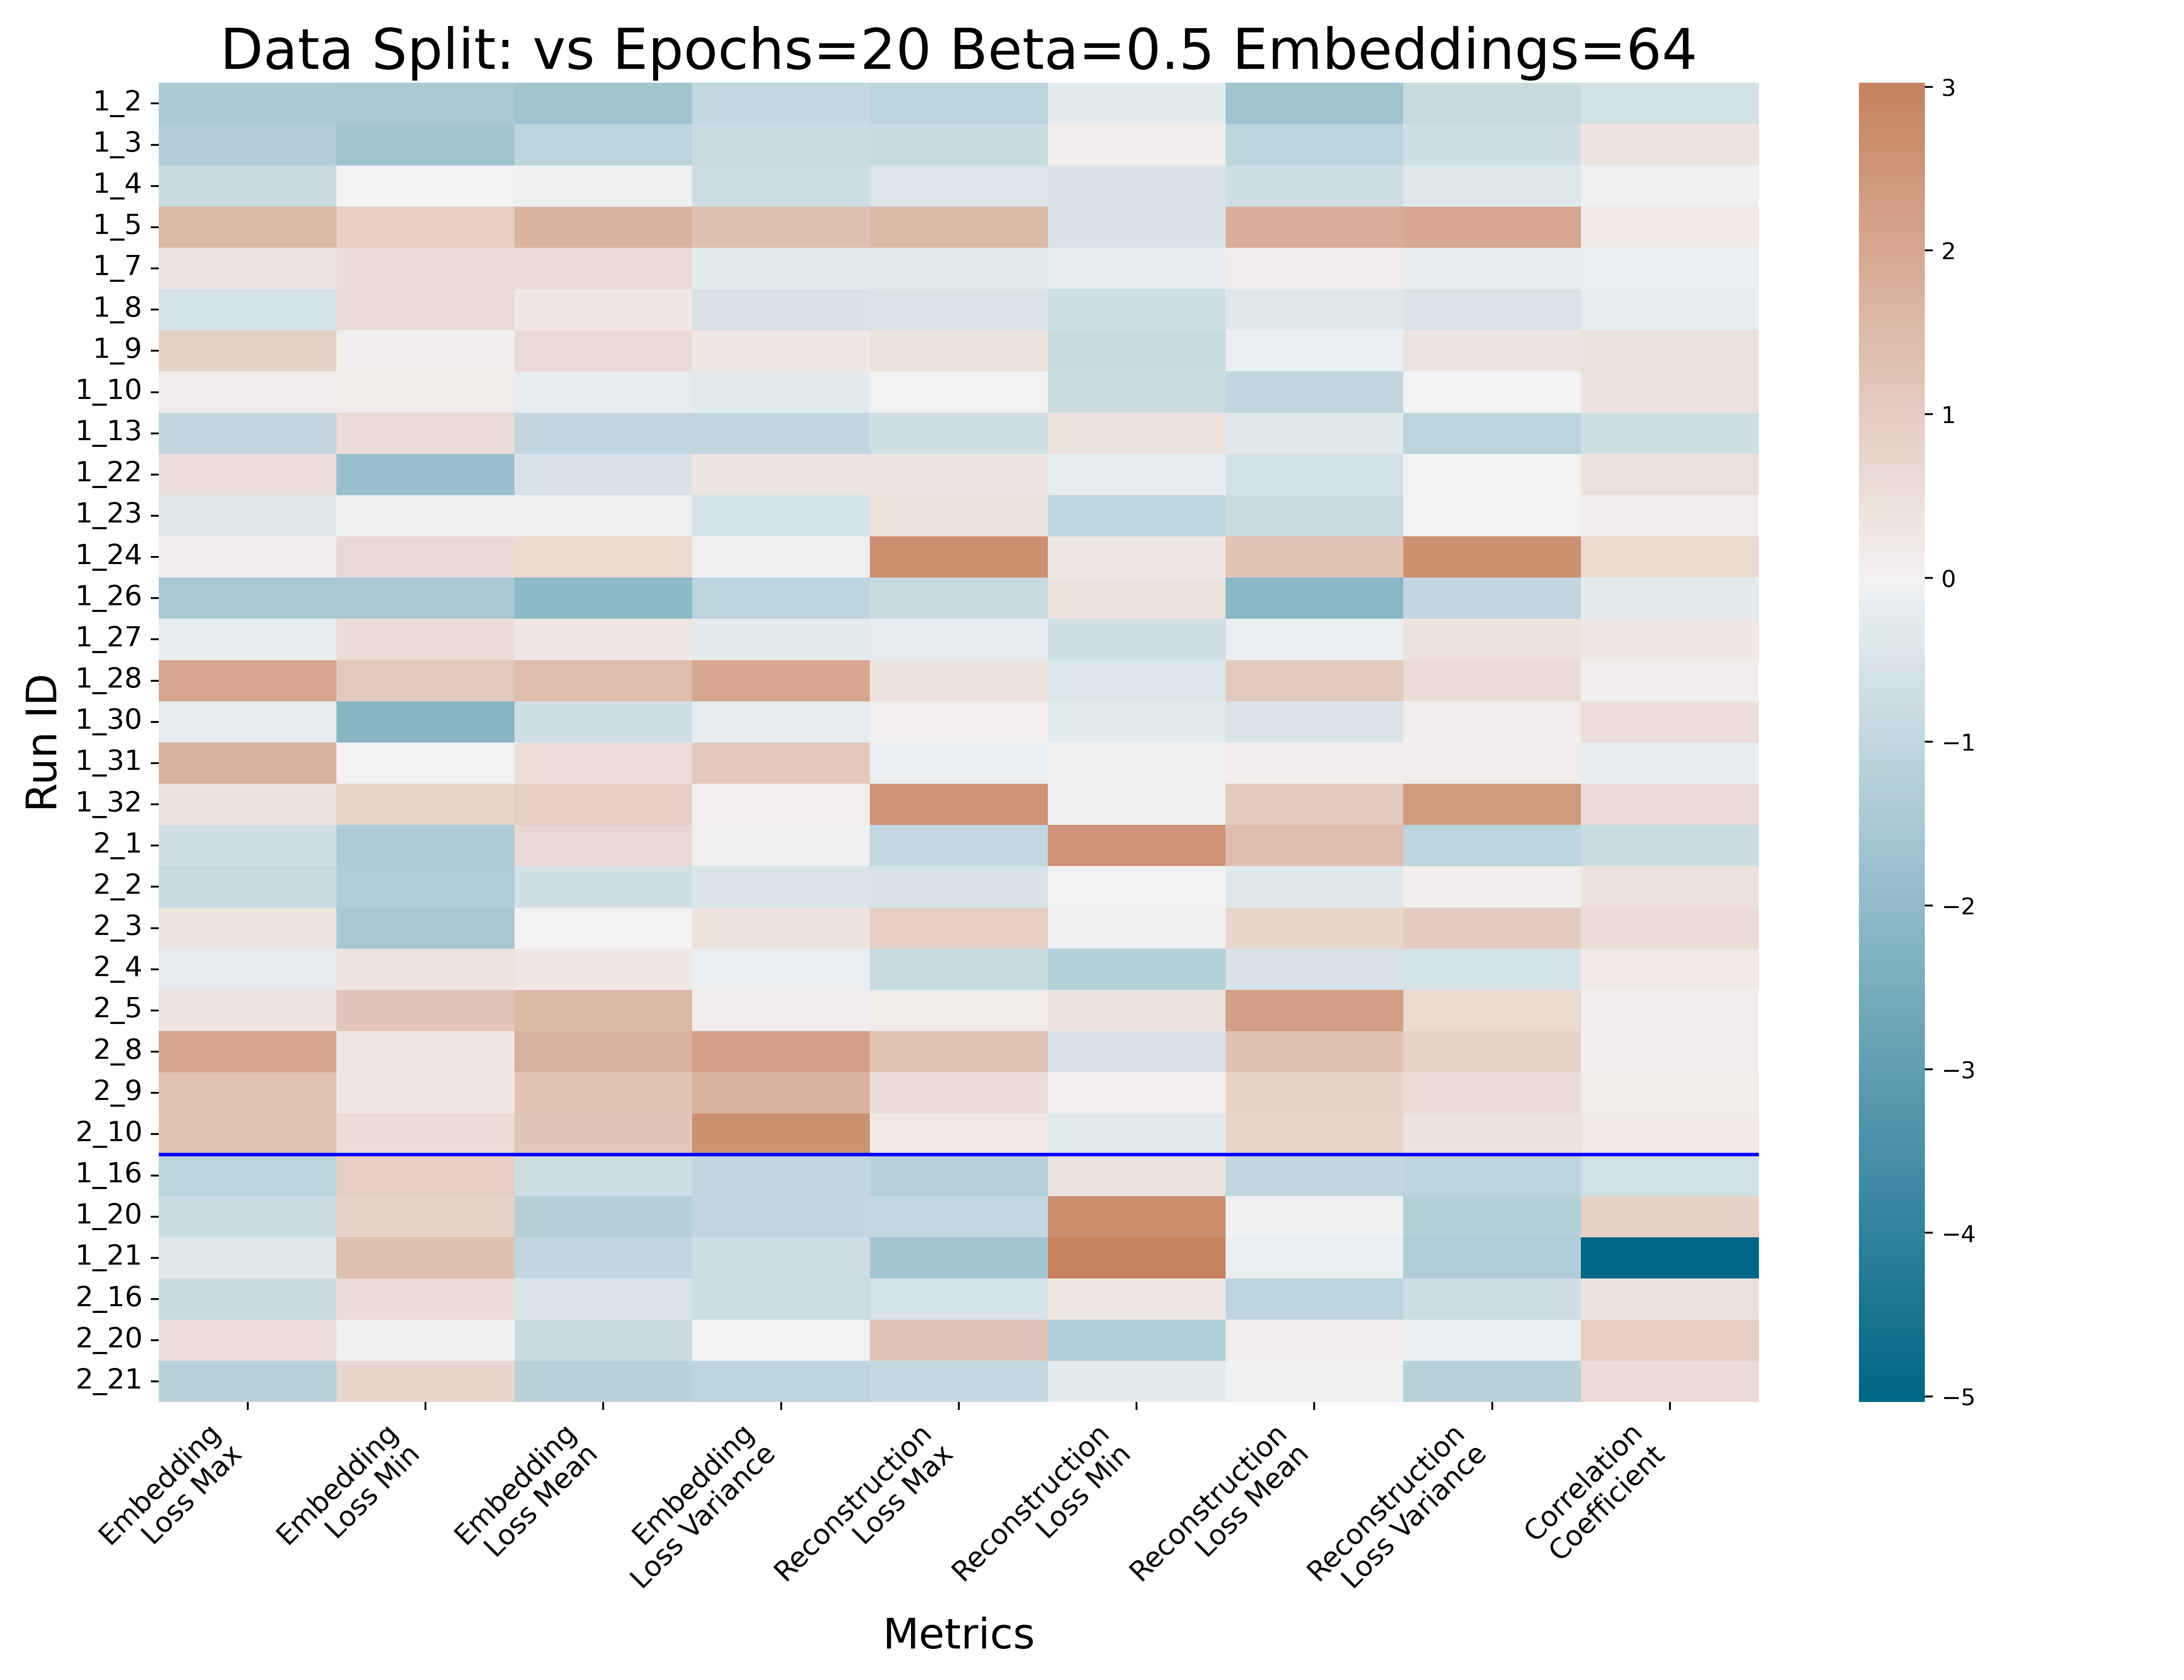 Data Split: vs Epochs=20 Beta=0.5 Embeddings=64
Run ID
1_2
1_3
1_4
1_5
1_7
1_8
1_9
1_10
1_13
1_22
1_23
1_24
1_26
1_27
1_28
1_30
1_31
1_32
2_1
2_2
2_3
2_4
2_5
2_8
2_9
2_10
1_16
1_20
1_21
2_16
2_20
2_21
Embedding
Loss Max
Embedding
Loss Min
Embedding
Loss Mean
Embedding
Loss Variance
Reconstruction
Loss Max
Reconstruction
Loss Min
Reconstruction
Loss Mean
Reconstruction
Loss Variance
Correlation
Coefficient
Metrics
3
2
1
0
−1
−2
−3
−4
−5